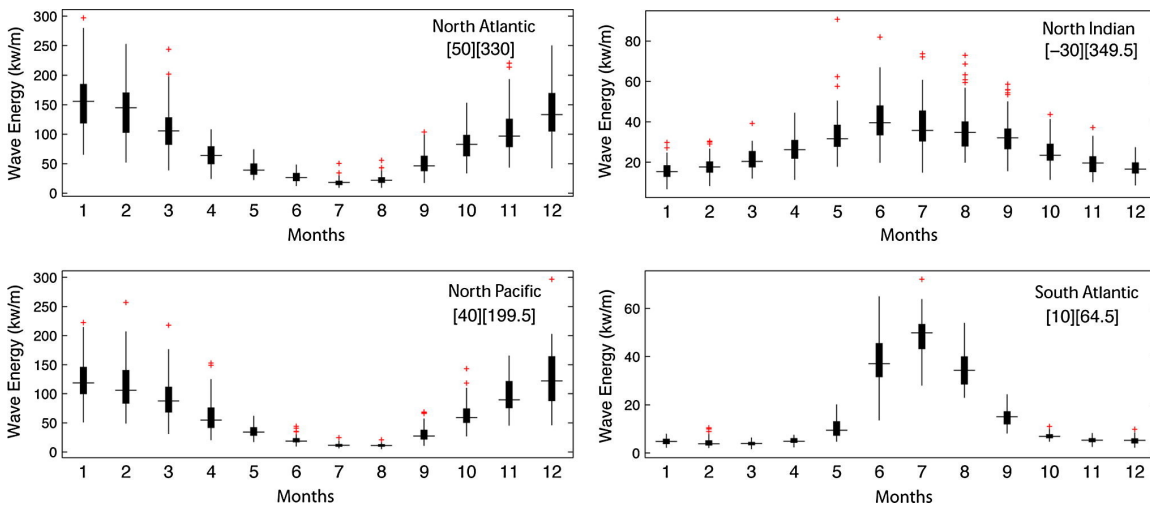 North Atlantic
[50][330]
Wave Energy (kw/m)
300
250
200
150
100
50
0
1 2 3 4 5 6 7 8 9 10 11 12
Months
North Indian
[−30][349.5]
Wave Energy (kw/m)
80
60
40
20
1 2 3 4 5 6 7 8 9 10 11 12
Months
North Pacific
[40][199.5]
Wave Energy (kw/m)
300
250
200
150
100
50
0
1 2 3 4 5 6 7 8 9 10 11 12
Months
South Atlantic
[10][64.5]
Wave Energy (kw/m)
60
40
20
0
1 2 3 4 5 6 7 8 9 10 11 12
Months